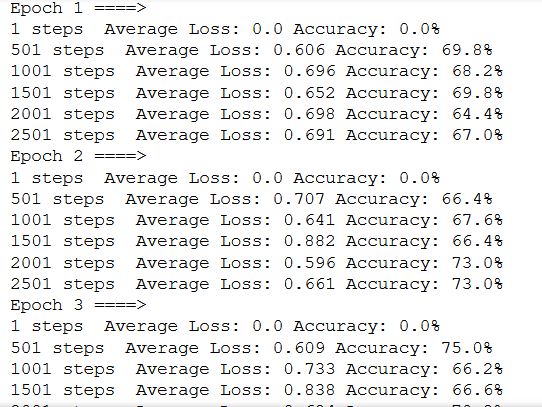 Epoch 1 ====>
1 steps  Average Loss: 0.0 Accuracy: 0.0%
501 steps  Average Loss: 0.606 Accuracy: 69.8%
1001 steps  Average Loss: 0.696 Accuracy: 68.2%
1501 steps  Average Loss: 0.652 Accuracy: 69.8%
2001 steps  Average Loss: 0.698 Accuracy: 64.4%
2501 steps  Average Loss: 0.691 Accuracy: 67.0%
Epoch 2 ====>
1 steps  Average Loss: 0.0 Accuracy: 0.0%
501 steps  Average Loss: 0.707 Accuracy: 66.4%
1001 steps  Average Loss: 0.641 Accuracy: 67.6%
1501 steps  Average Loss: 0.882 Accuracy: 66.4%
2001 steps  Average Loss: 0.596 Accuracy: 73.0%
2501 steps  Average Loss: 0.661 Accuracy: 73.0%
Epoch 3 ====>
1 steps  Average Loss: 0.0 Accuracy: 0.0%
501 steps  Average Loss: 0.609 Accuracy: 75.0%
1001 steps  Average Loss: 0.733 Accuracy: 66.2%
1501 steps  Average Loss: 0.838 Accuracy: 66.6%